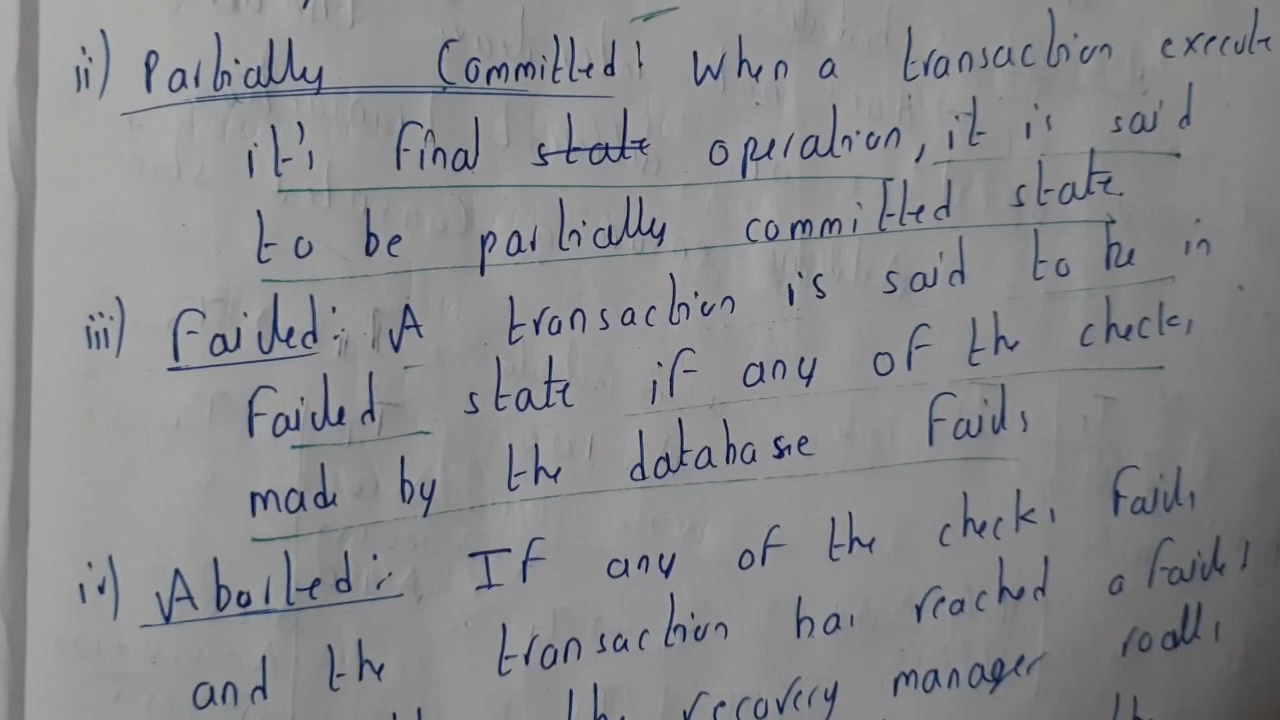 ii) Partially Committed: When a transaction execute
it's final state operation, it is said
to be partially committed state.
iii) Failed: A transaction is said to be in
Failed state if any of the checks
made by the database Fails
iv) Aborted: If any of the checks Fails
and the transaction has reached a Failed
the recovery manager rolls
the